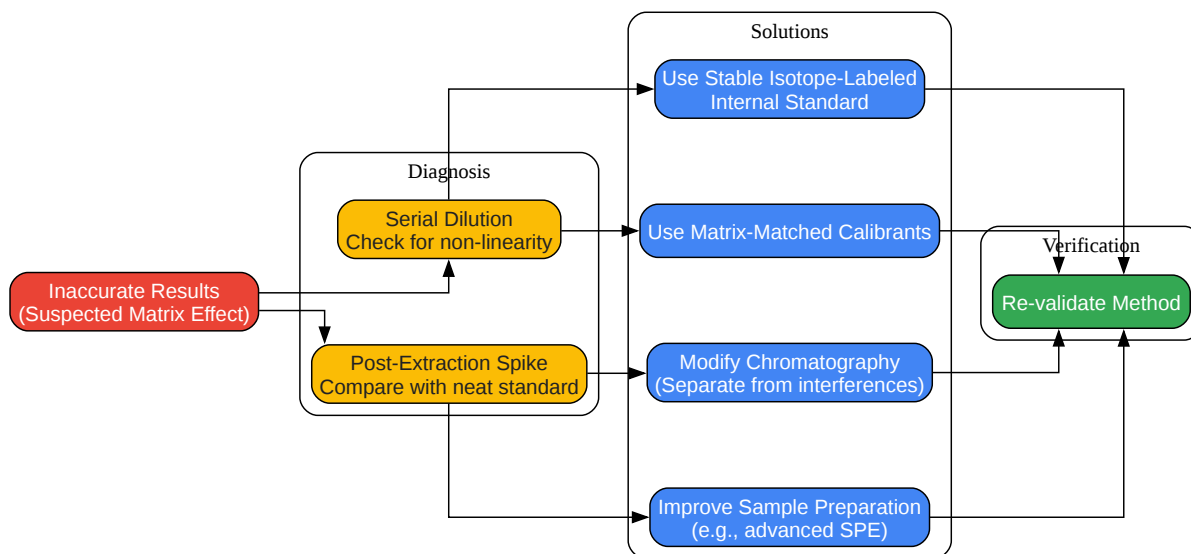 Inaccurate Results
(Suspected Matrix Effect)
Diagnosis
Serial Dilution
Check for non-linearity
Post-Extraction Spike
Compare with neat standard
Solutions
Use Stable Isotope-Labeled
Internal Standard
Use Matrix-Matched Calibrants
Modify Chromatography
(Separate from interferences)
Improve Sample Preparation
(e.g., advanced SPE)
Verification
Re-validate Method